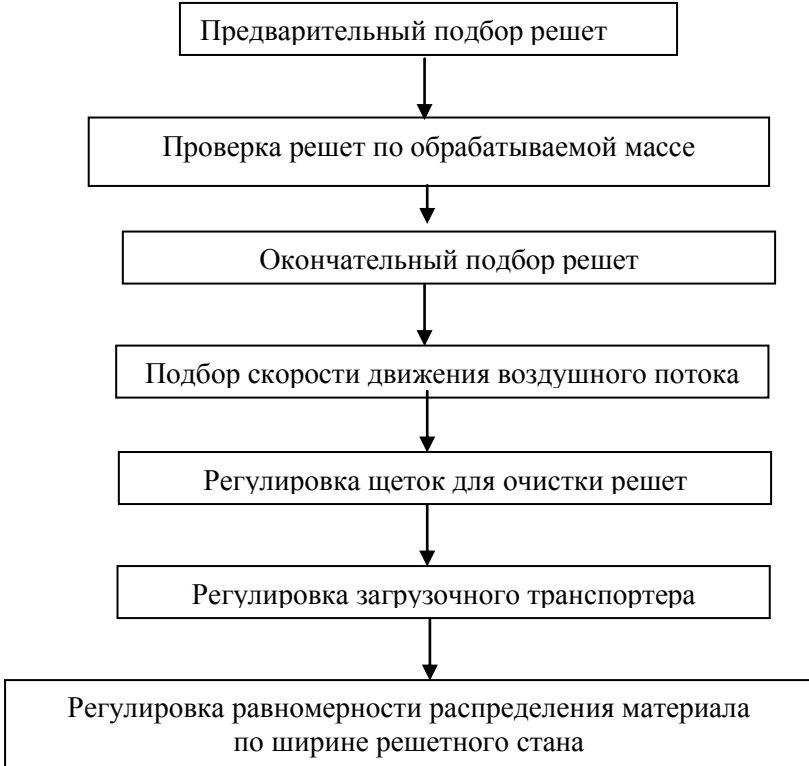 Предварительный подбор решет
Проверка решет по обрабатываемой массе
Окончательный подбор решет
Подбор скорости движения воздушного потока
Регулировка щеток для очистки решет
Регулировка загрузочного транспортера
Регулировка равномерности распределения материала
по ширине решетного стана